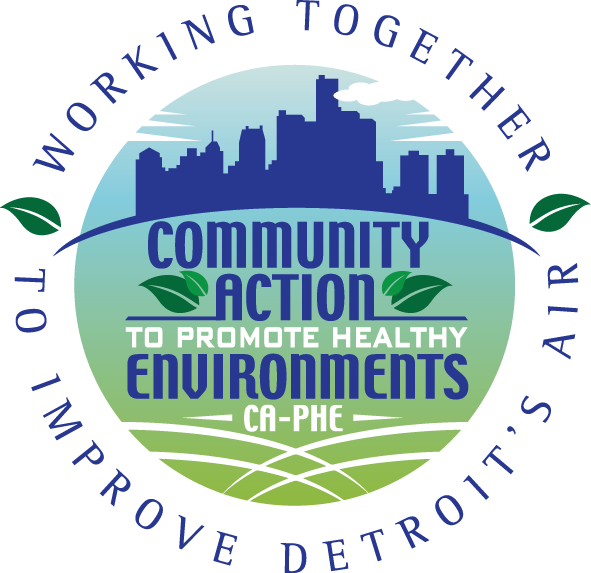 WORKING TOGETHER
COMMUNITY
ACTION
TO PROMOTE HEALTHY
ENVIRONMENTS
CA-PHE
TO IMPROVE DETROIT'S AIR